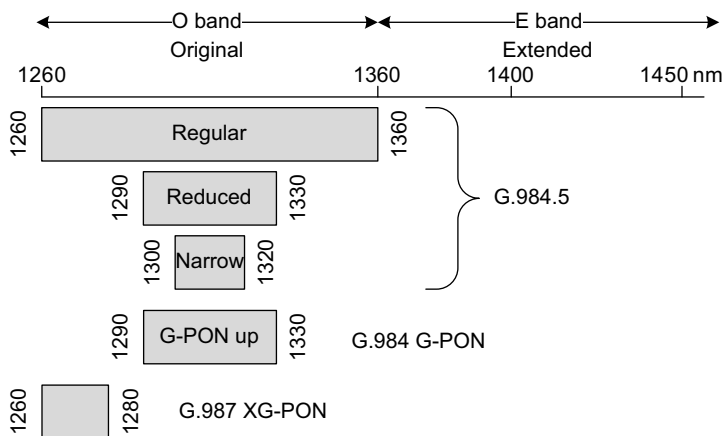 O band
E band
Original
Extended
1260
1360
1400
1450 nm
1260
Regular
1360
1290
Reduced
1330
G.984.5
1300
Narrow
1320
1290
G-PON up
1330
G.984 G-PON
1260
1280
G.987 XG-PON